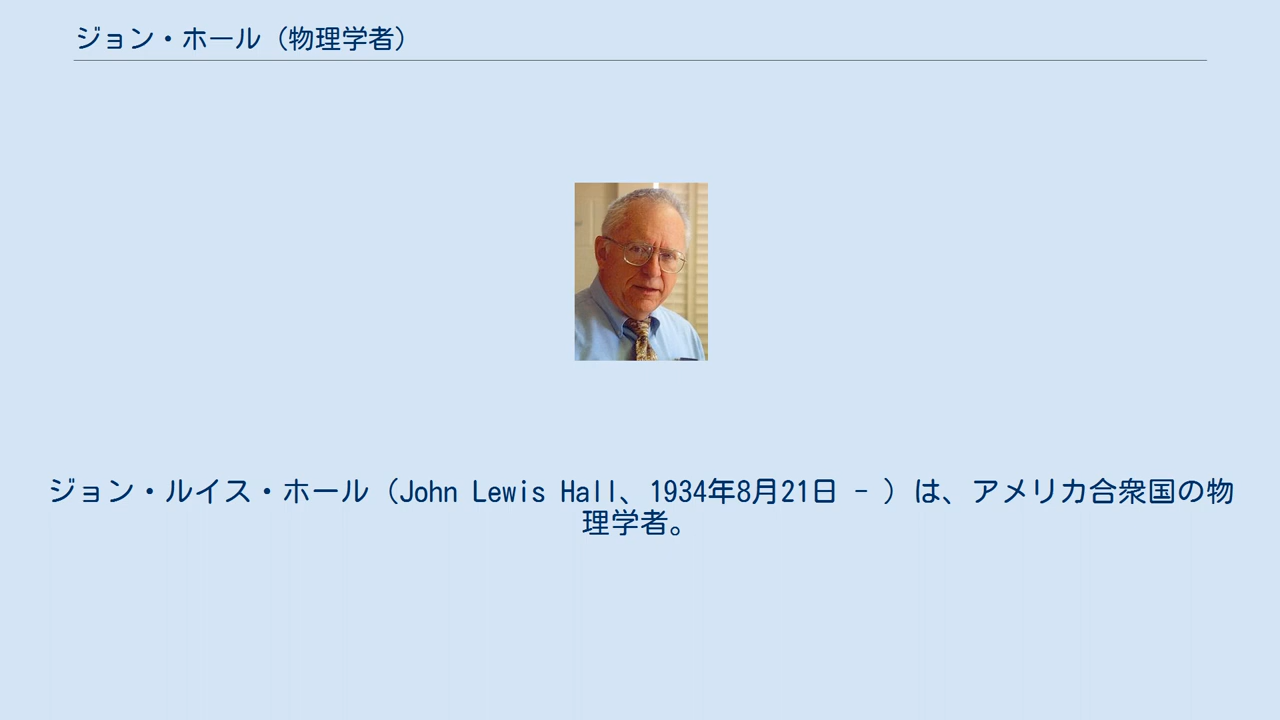 ジョン・ホール（物理学者）
ジョン・ルイス・ホール（John Lewis Hall、1934年8月21日 - ）は、アメリカ合衆国の物
理学者。